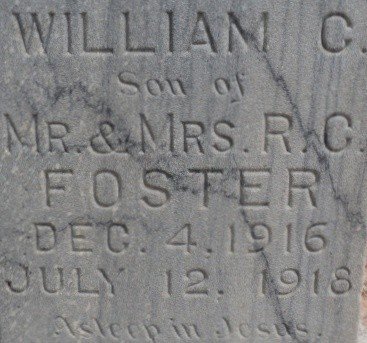 WILLIAM C.
Son of
MR. & MRS. R. C.
FOSTER
DEC. 4, 1916
JULY 12, 1918
Asleep in Jesus.